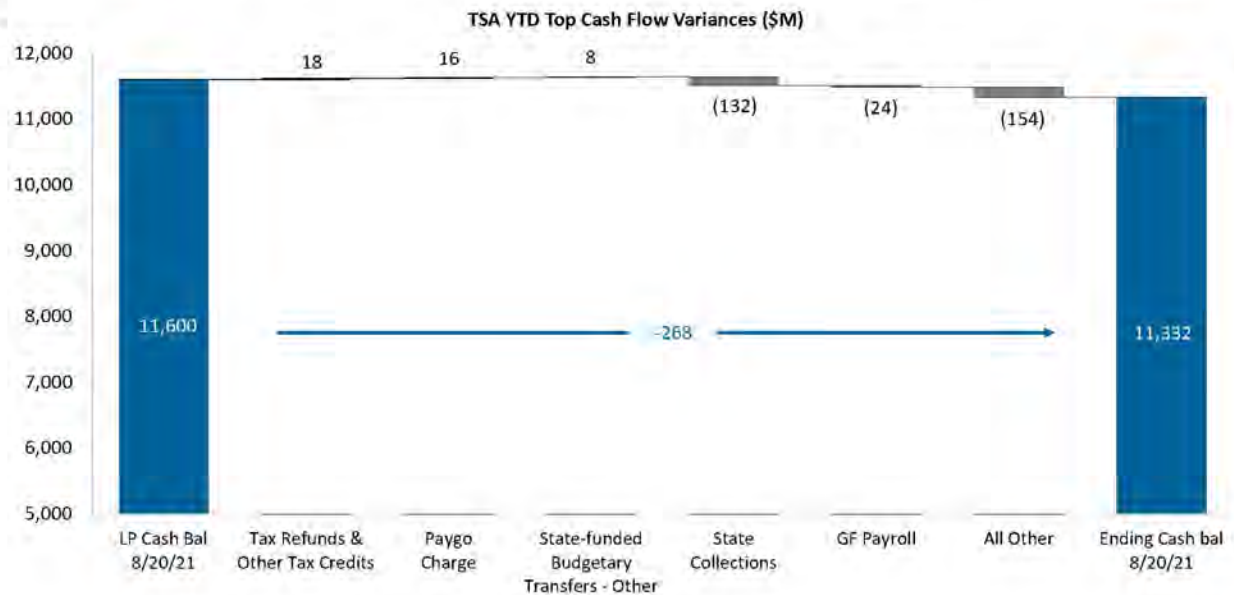 TSA YTD Top Cash Flow Variances ($M)
12,000
11,000
10,000
9,000
8,000
7,000
6,000
5,000
18
16
8
(132)
(24)
(154)
11,600
-268
11,332
LP Cash Bal
8/20/21
Tax Refunds &
Other Tax Credits
Paygo
Charge
State-funded
Budgetary
Transfers - Other
State
Collections
GF Payroll
All Other
Ending Cash bal
8/20/21